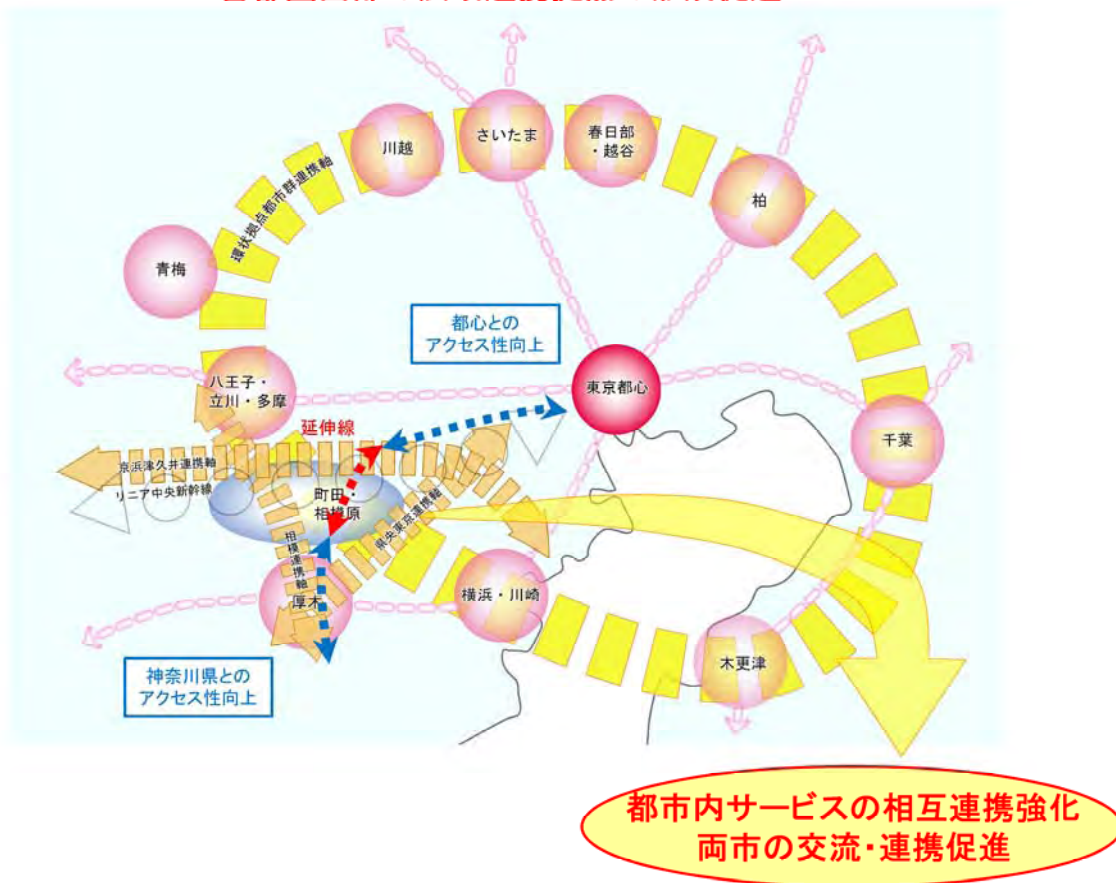 さいたま
春日部
・越谷
川越
柏
環状拠点都市群連携軸
青梅
都心との
アクセス性向上
東京都心
八王子・
立川・多摩
延伸線
千葉
京浜津久井連携軸
リニア中央新幹線
町田・
相模原
県央東京連携軸
相模連携軸
厚木
横浜・川崎
木更津
神奈川県との
アクセス性向上
都市内サービスの相互連携強化
両市の交流・連携促進